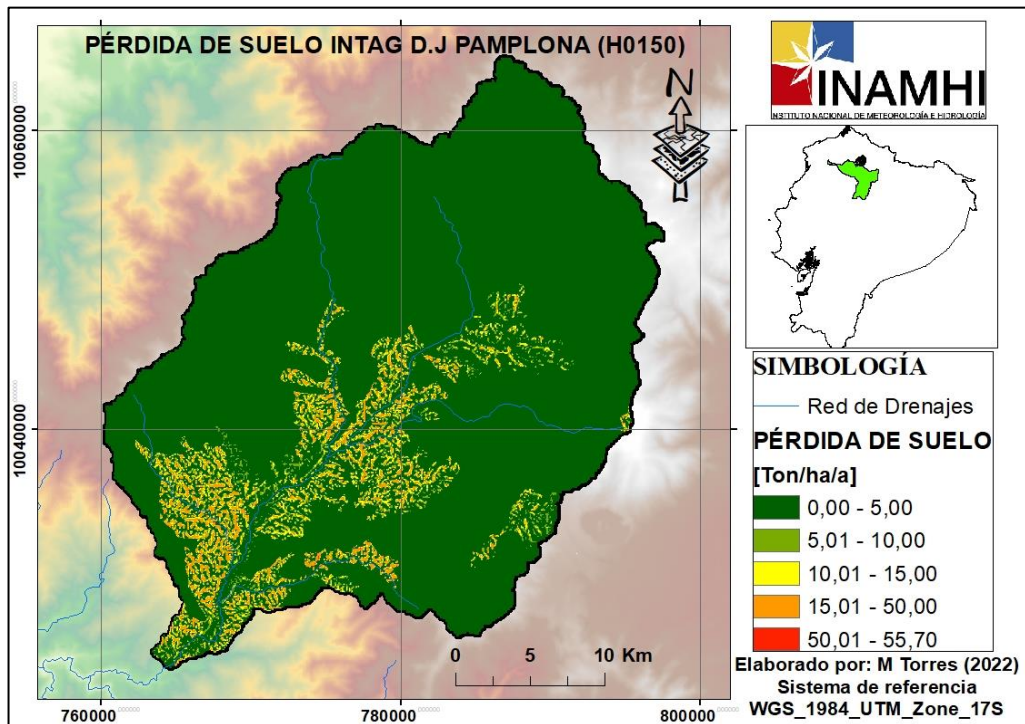 PÉRDIDA DE SUELO INTAG D.J PAMPLONA (H0150)
N
INAMHI
INSTITUTO NACIONAL DE METEOROLOGÍA E HIDROLOGÍA
10060000
10040000
760000
780000
800000
0
5
10 Km
SIMBOLOGÍA
Red de Drenajes
PÉRDIDA DE SUELO
[Ton/ha/a]
0,00 - 5,00
5,01 - 10,00
10,01 - 15,00
15,01 - 50,00
50,01 - 55,70
Elaborado por: M Torres (2022)
Sistema de referencia
WGS_1984_UTM_Zone_17S